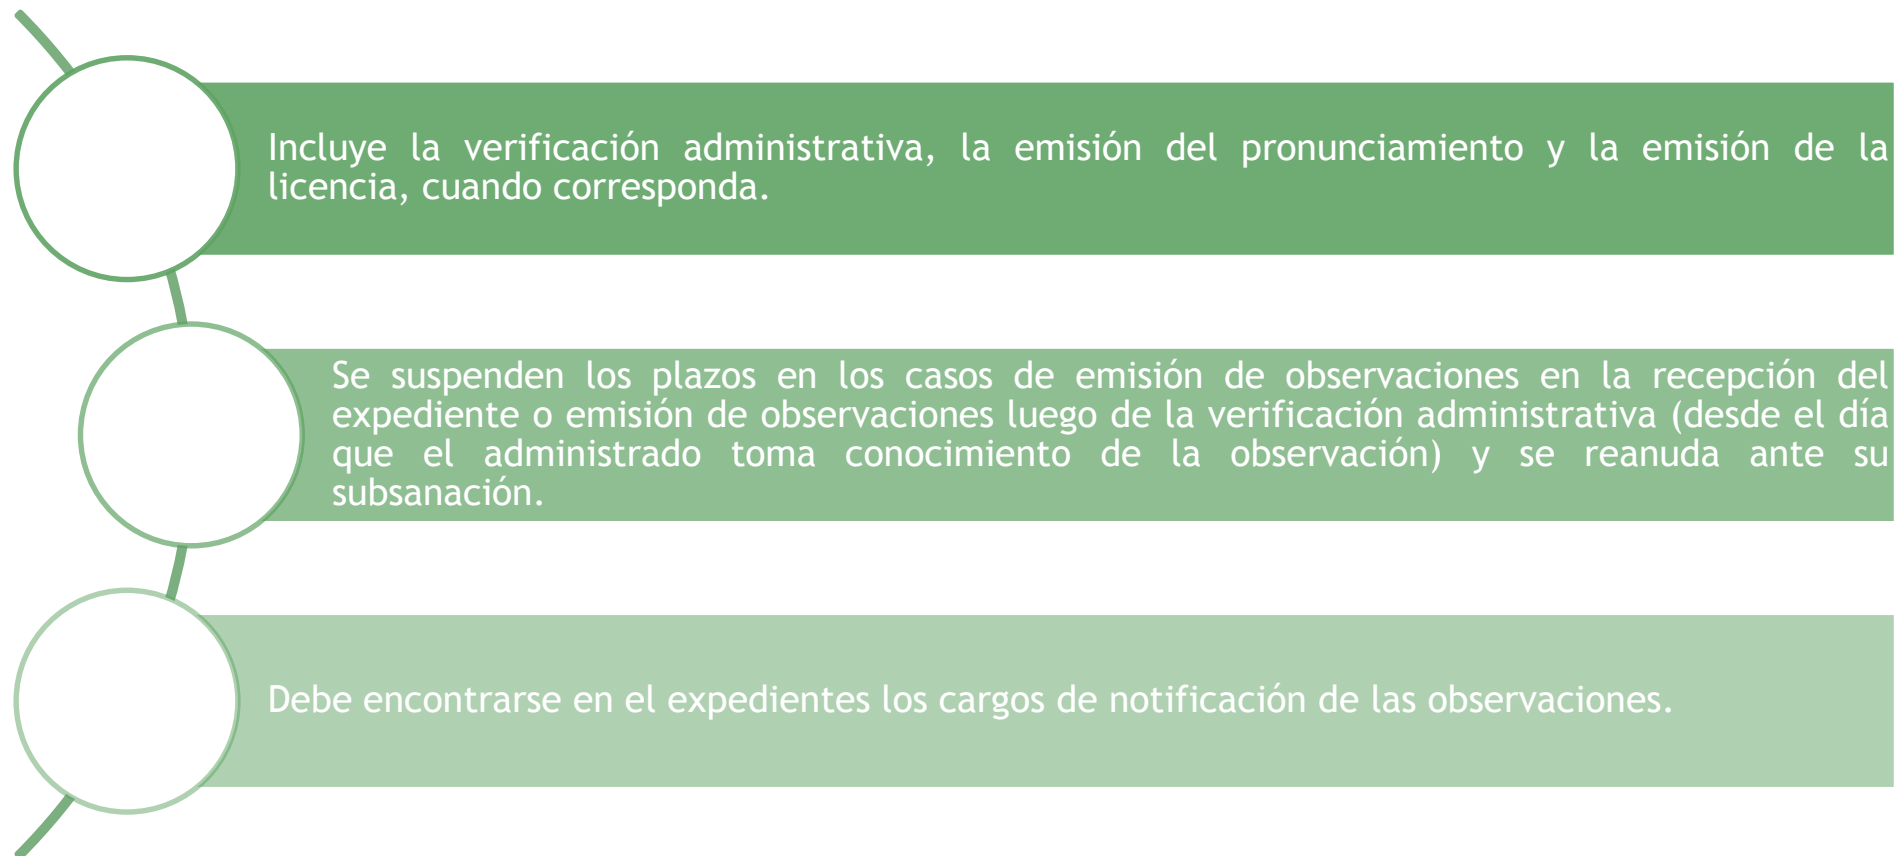 Incluye la verificación administrativa, la emisión del pronunciamiento y la emisión de la
licencia, cuando corresponda.
Se suspenden los plazos en los casos de emisión de observaciones en la recepción del
expediente o emisión de observaciones luego de la verificación administrativa (desde el día
que el administrado toma conocimiento de la observación) y se reanuda ante su
subsanación.
Debe encontrarse en el expedientes los cargos de notificación de las observaciones.